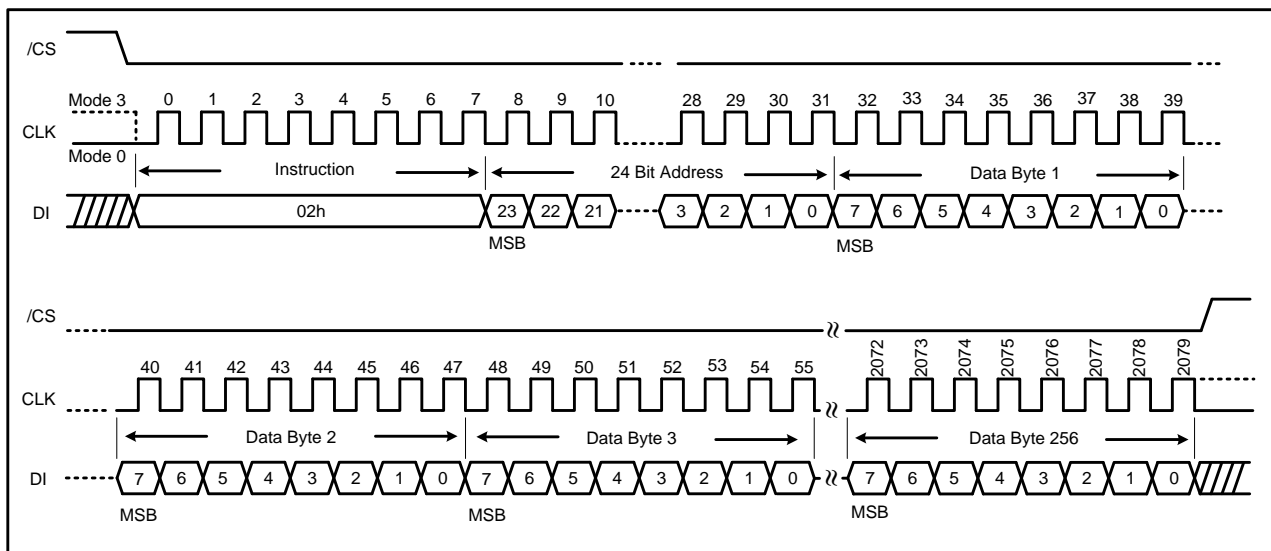 /CS
Mode 3 0 1 2 3 4 5 6 7 8 9 10 28 29 30 31 32 33 34 35 36 37 38 39
CLK
Mode 0
Instruction 24 Bit Address Data Byte 1
DI 02h 23 22 21 3 2 1 0 7 6 5 4 3 2 1 0
MSB MSB
/CS
40 41 42 43 44 45 46 47 48 49 50 51 52 53 54 55 2072 2073 2074 2075 2076 2077 2078 2079
CLK
Data Byte 2 Data Byte 3 Data Byte 256
DI 7 6 5 4 3 2 1 0 7 6 5 4 3 2 1 0 7 6 5 4 3 2 1 0
MSB MSB MSB